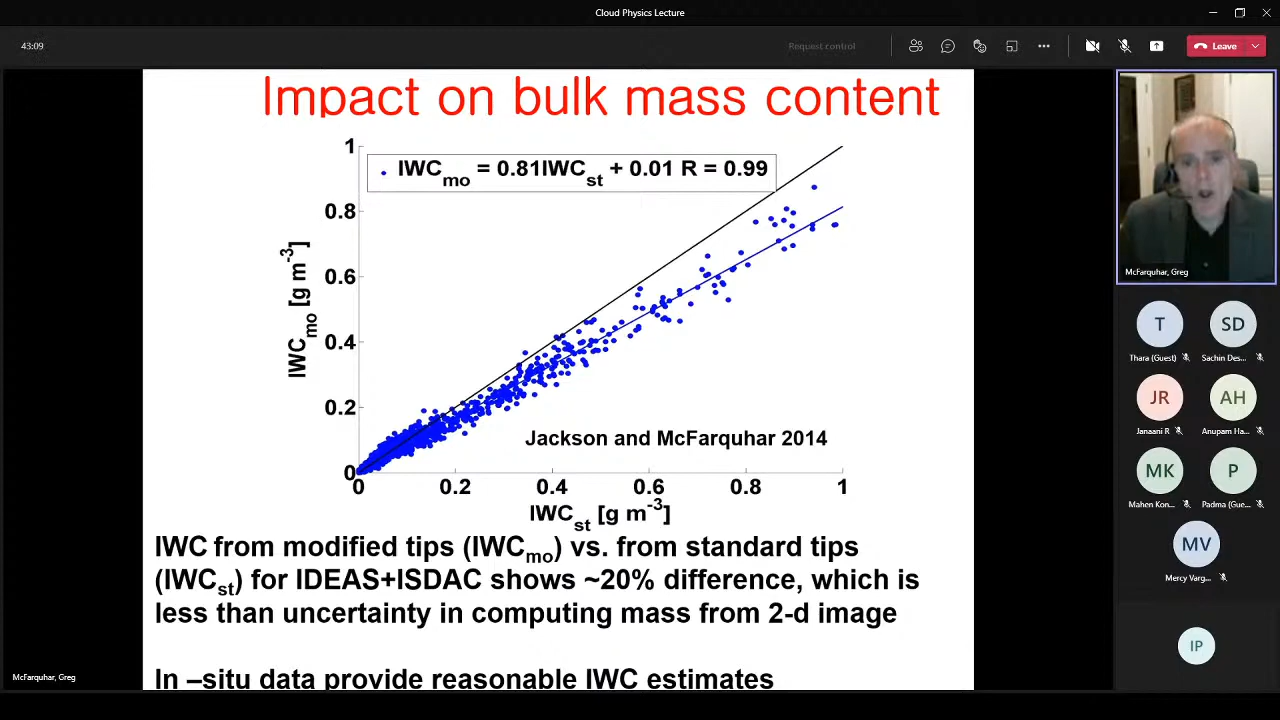 Cloud Physics Lecture
43:09
Request control
Leave
Impact on bulk mass content
1
IWCmo = 0.81IWCst + 0.01 R = 0.99
0.8
0.6
0.4
0.2
0
IWCmo [g m-3]
Jackson and McFarquhar 2014
0 0.2 0.4 0.6 0.8 1
IWCst [g m-3]
IWC from modified tips (IWCmo) vs. from standard tips
(IWCst) for IDEAS+ISDAC shows ~20% difference, which is
less than uncertainty in computing mass from 2-d image
In –situ data provide reasonable IWC estimates
McFarquhar, Greg
McFarquhar, Greg
T
SD
Thara (Guest)
Sachin Des...
JR
AH
Janaani R
Anupam Ha...
MK
P
Mahen Kon...
Padma (Gue...
MV
Mercy Varg...
IP